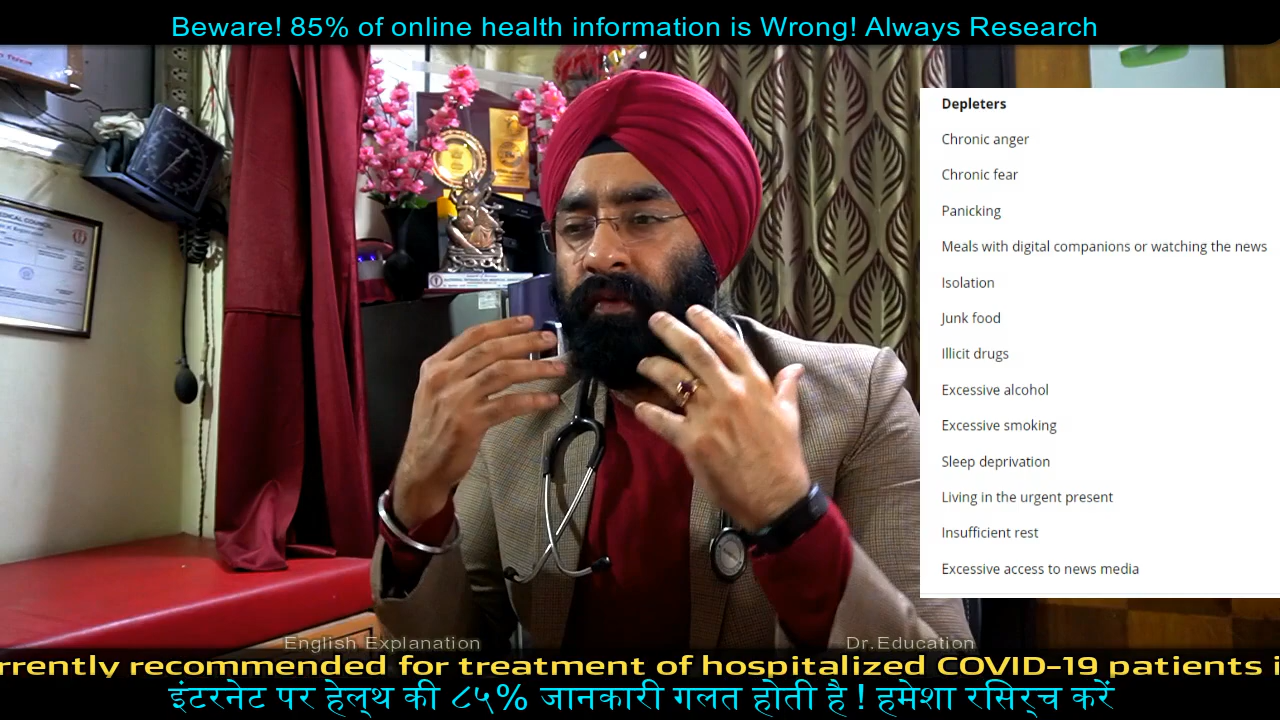 Beware! 85% of online health information is Wrong! Always Research
MEDICAL COUNCIL
Depleters
Chronic anger
Chronic fear
Panicking
Meals with digital companions or watching the news
Isolation
Junk food
Illicit drugs
Excessive alcohol
Excessive smoking
Sleep deprivation
Living in the urgent present
Insufficient rest
Excessive access to news media
English Explanation
Dr.Education
rrently recommended for treatment of hospitalized COVID-19 patients i
इंटरनेट पर हेल्थ की ८५% जानकारी गलत होती है ! हमेशा रिसर्च करें